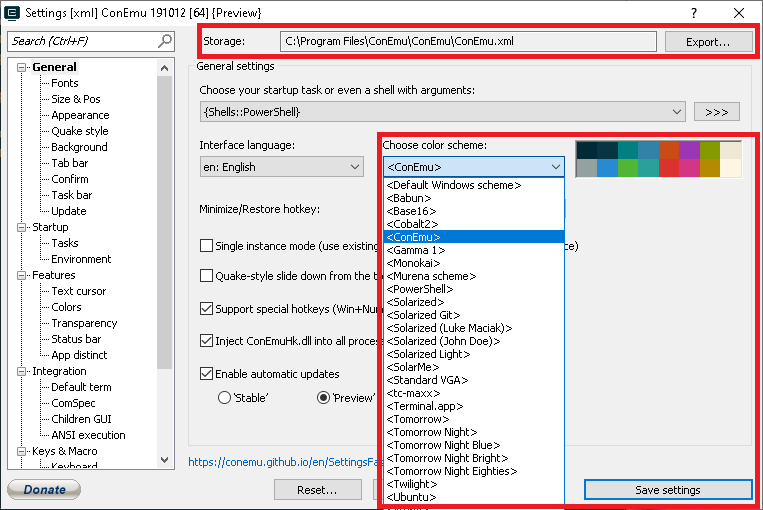 Settings [xml] ConEmu 191012 [64] {Preview}
?
Search (Ctrl+F)
General
Fonts
Size & Pos
Appearance
Quake style
Background
Tab bar
Confirm
Task bar
Update
Startup
Tasks
Environment
Features
Text cursor
Colors
Transparency
Status bar
App distinct
Integration
Default term
ComSpec
Children GUI
ANSI execution
Keys & Macro
Keyboard
Donate
Storage:
C:\Program Files\ConEmu\ConEmu\ConEmu.xml
Export...
General settings
Choose your startup task or even a shell with arguments:
{Shells::PowerShell}
>>>
Interface language:
en: English
Choose color scheme:
<ConEmu>
Minimize/Restore hotkey:
Single instance mode (use existing
ce)
Quake-style slide down from the
Support special hotkeys (Win+Num
Inject ConEmuHk.dll into all
Enable automatic updates
'Stable'
'Preview'
<Default Windows scheme>
<Babun>
<Base16>
<Cobalt2>
<ConEmu>
<Gamma 1>
<Monokai>
<Murena scheme>
<PowerShell>
<Solarized>
<Solarized Git>
<Solarized (Luke Maciak)>
<Solarized (John Doe)>
<Solarized Light>
<SolarMe>
<Standard VGA>
<tc-maxx>
<Terminal.app>
<Tomorrow>
<Tomorrow Night>
<Tomorrow Night Blue>
<Tomorrow Night Bright>
<Tomorrow Night Eighties>
<Twilight>
<Ubuntu>
https://conemu.github.io/en/SettingsFas
Reset...
Save settings